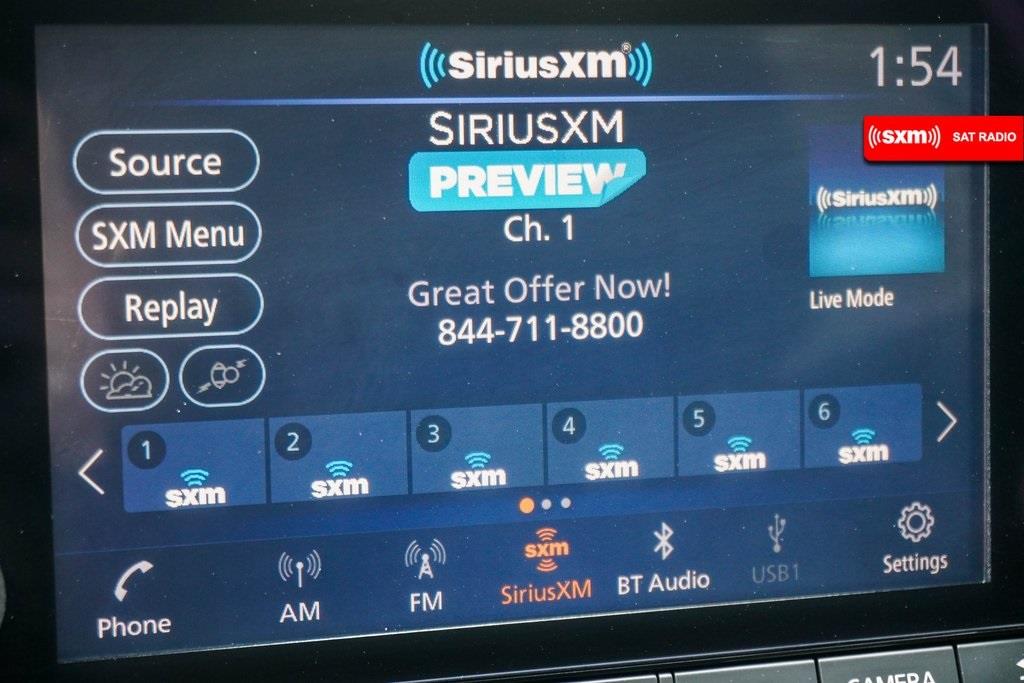 SiriusXM®
1:54
SIRIUSXM
PREVIEW
Ch. 1
Great Offer Now!
844-711-8800
Source
SXM Menu
Replay
sxm SAT RADIO
SiriusXM
Live Mode
1 sxm
2 sxm
3 sxm
4 sxm
5 sxm
6 sxm
Phone
AM
FM
sxm
SiriusXM
BT Audio
USB1
Settings
CAMERA